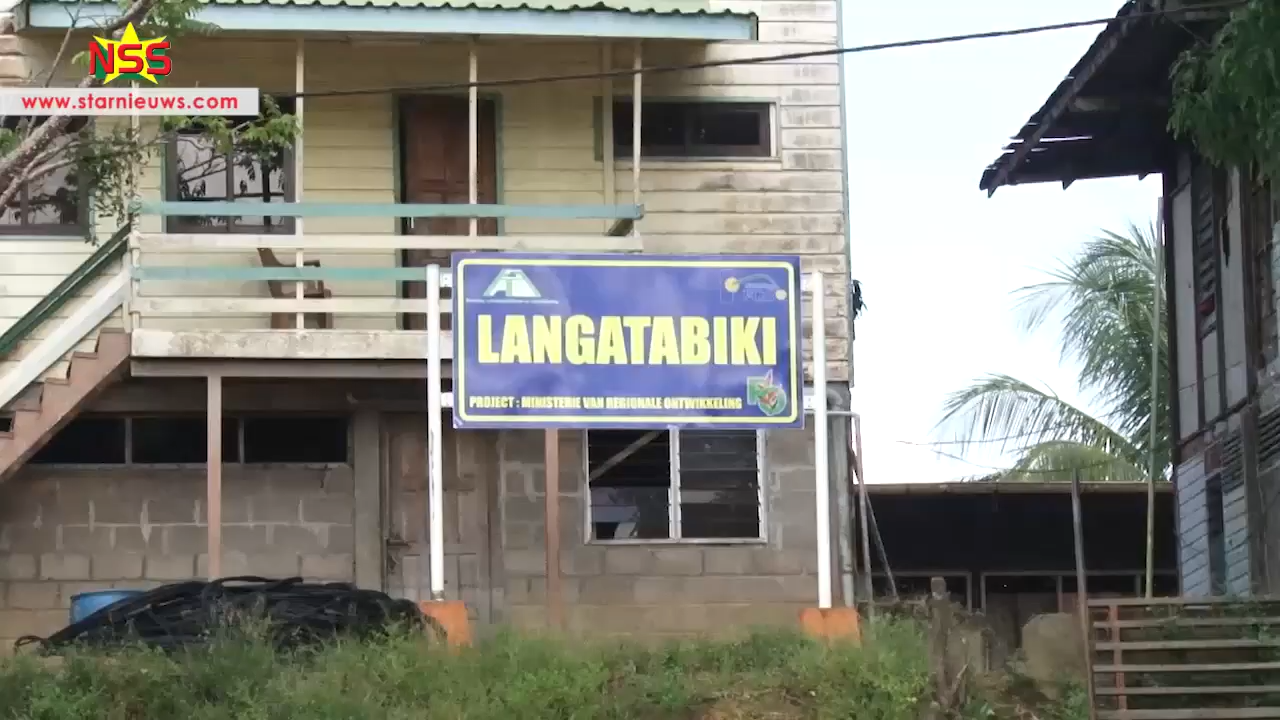 NSS
www.starnieuws.com
LANGATABIKI
PROJECT : MINISTERIE VAN REGIONALE ONTWIKKELING